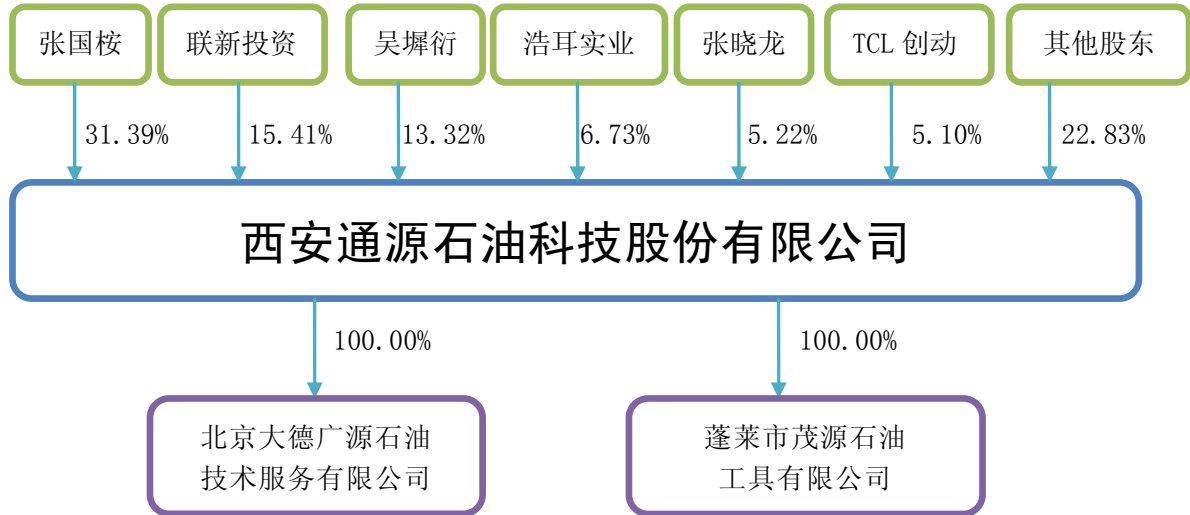 张国桉 联新投资 吴墀衍 浩耳实业 张晓龙 TCL 创动 其他股东
31.39% 15.41% 13.32% 6.73% 5.22% 5.10% 22.83%
西安通源石油科技股份有限公司
100.00% 100.00%
北京大德广源石油
技术服务有限公司
蓬莱市茂源石油
工具有限公司